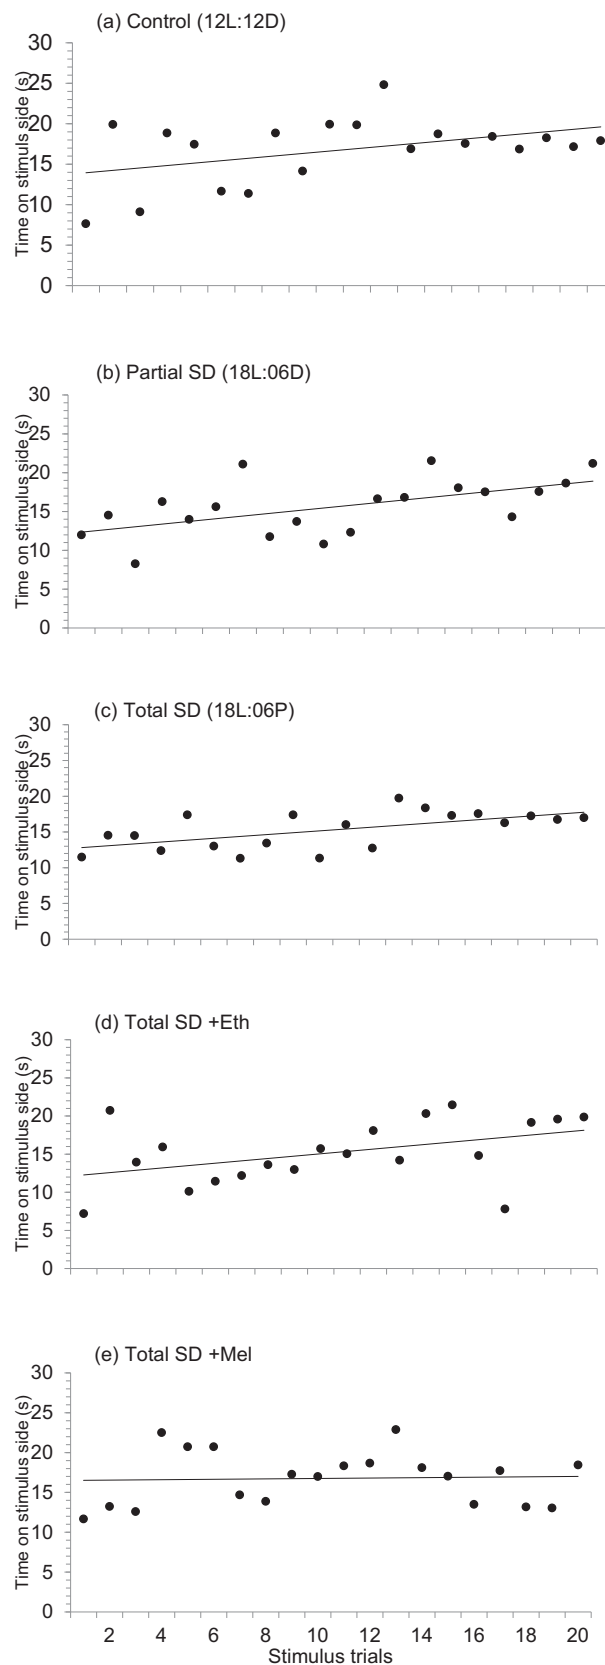 (a) Control (12L:12D)
Time on stimuls side (s)
30
25
20
15
10
5
0
(b) Partial SD (18L:06D)
Time on stimulus side (s)
30
25
20
15
10
5
0
(c) Total SD (18L:06P)
Time on stimulus side (s)
30
25
20
15
10
5
0
(d) Total SD +Eth
Time on stimulus side (s)
30
25
20
15
10
5
0
(e) Total SD +Mel
Time on stimulus side (s)
30
25
20
15
10
5
0
2 4 6 8 10 12 14 16 18 20
Stimulus trials